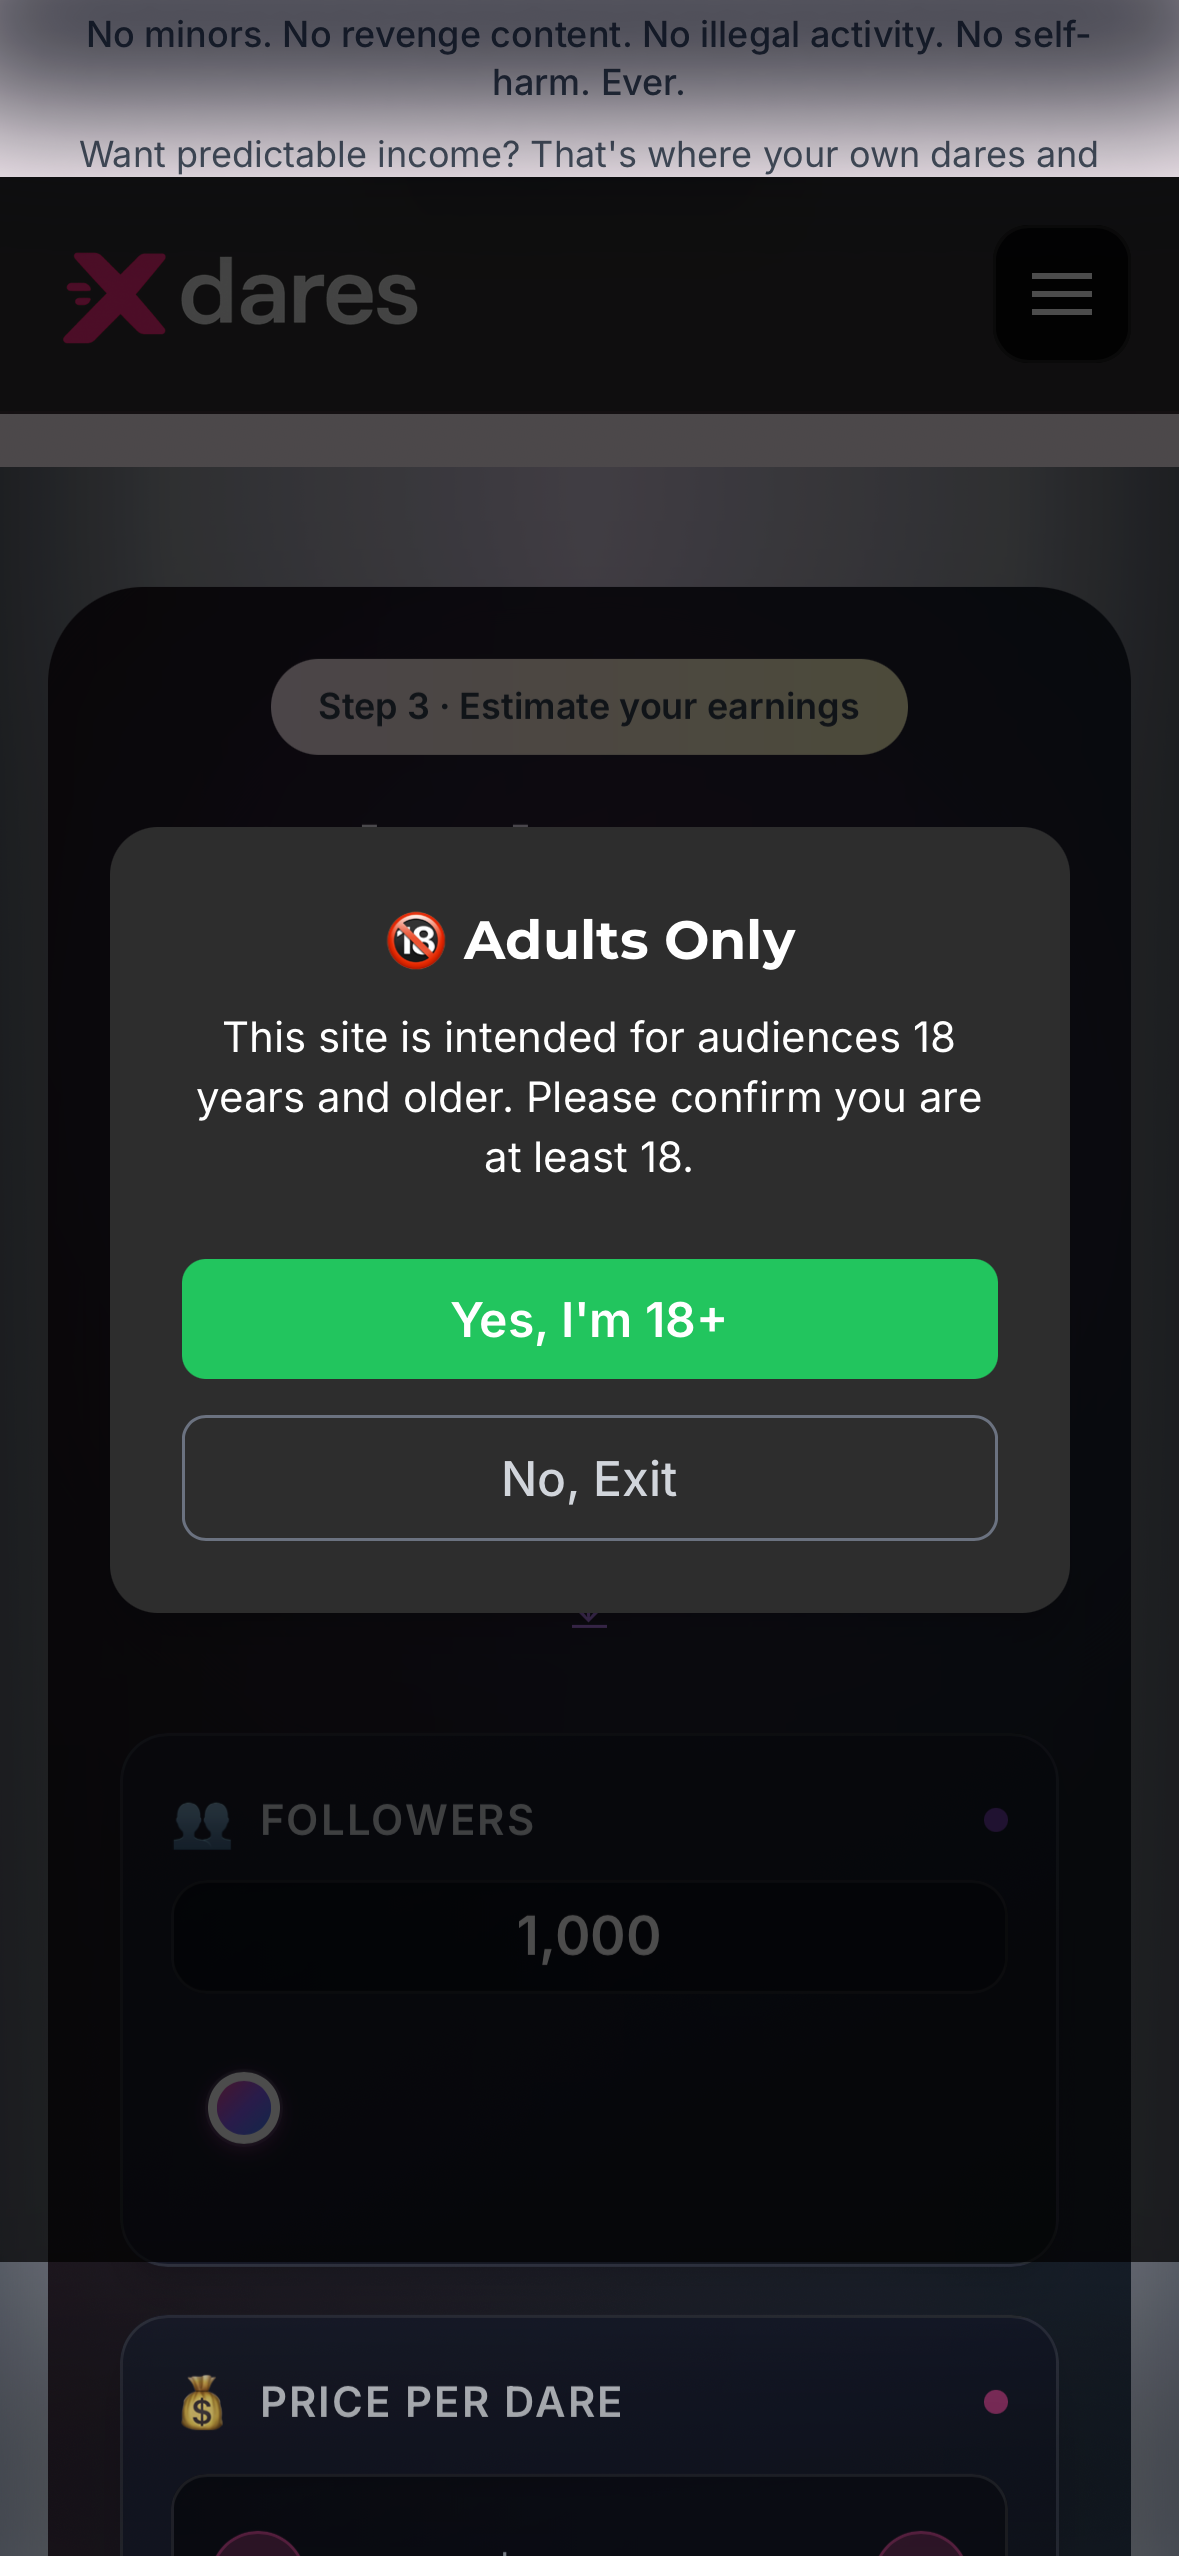 No minors. No revenge content. No illegal activity. No self-
harm. Ever.
Want predictable income? That's where your own dares and
X dares
Step 3 · Estimate your earnings
🔞 Adults Only
This site is intended for audiences 18
years and older. Please confirm you are
at least 18.
Yes, I'm 18+
No, Exit
👥 FOLLOWERS
1,000
💰 PRICE PER DARE